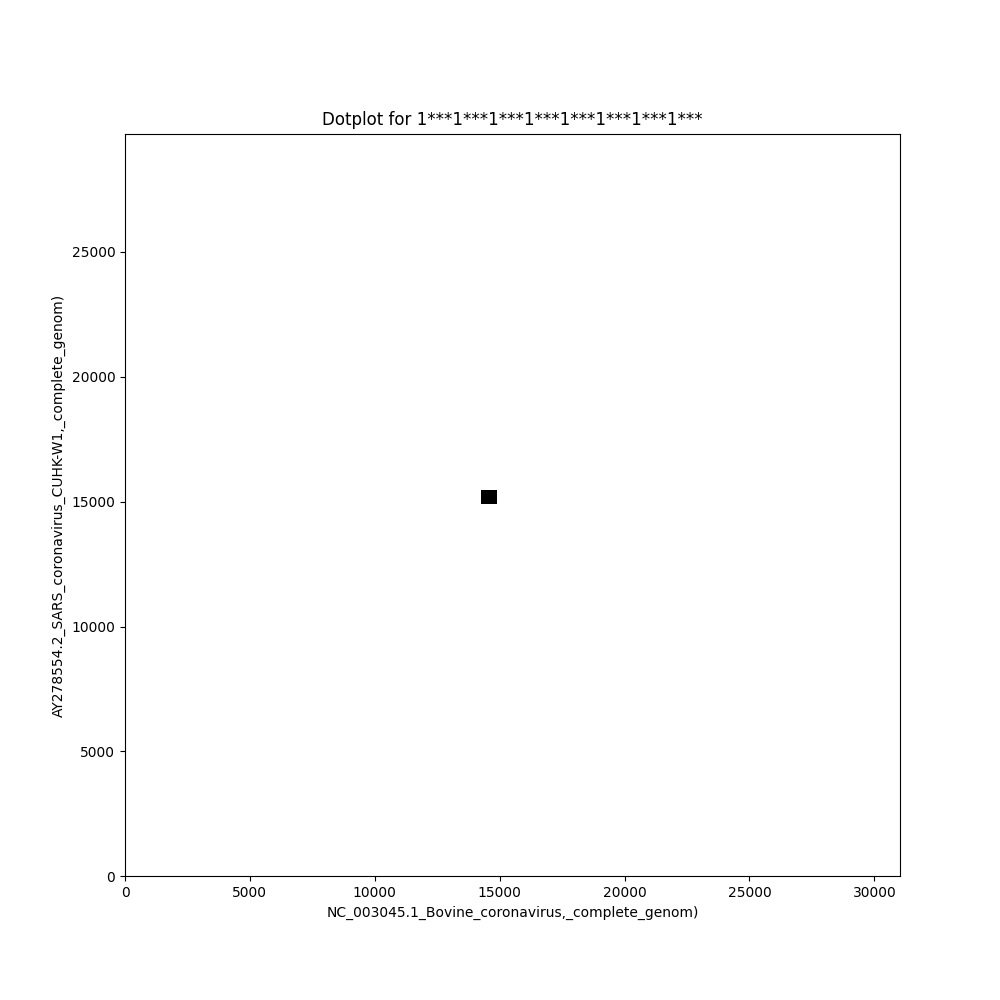 Dotplot for 1***1***1***1***1***1***1***1***
25000
20000
15000
10000
5000
0
AY278554.2_SARS_coronavirus_CUHK-W1,_complete_genom)
0 5000 10000 15000 20000 25000 30000
NC_003045.1_Bovine_coronavirus,_complete_genom)